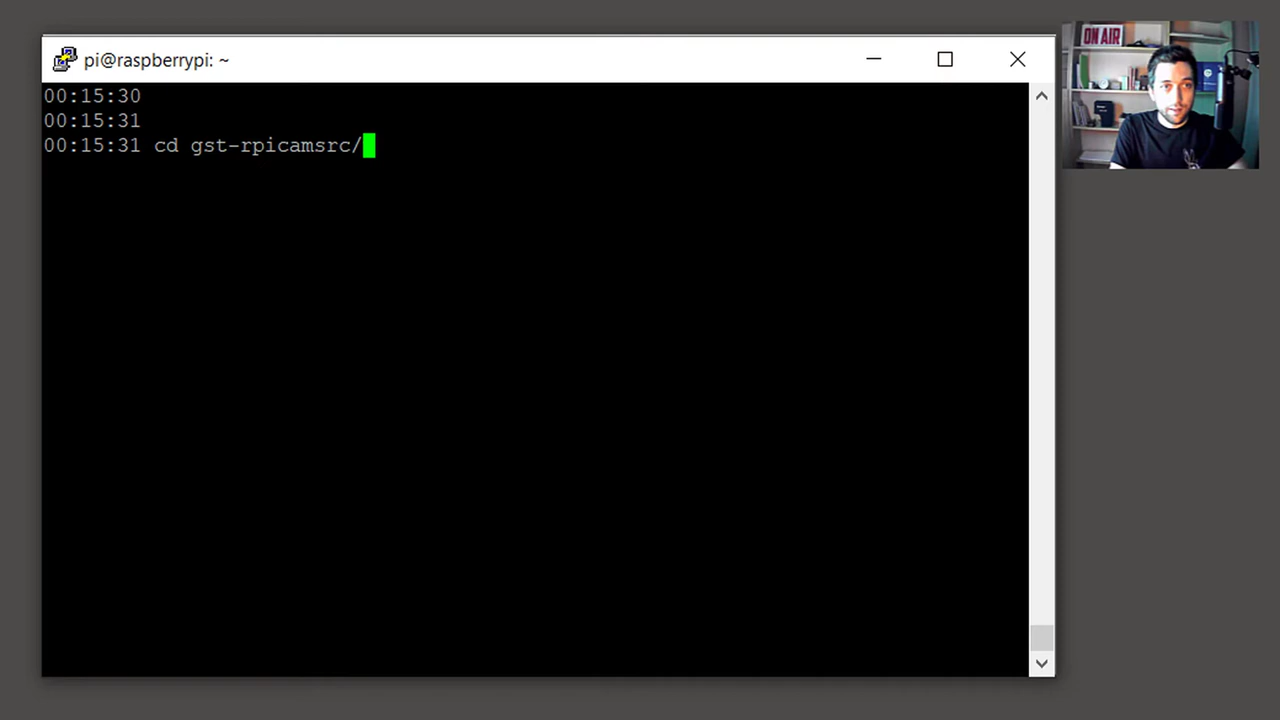 pi@raspberrypi: ~
ON AIR
00:15:30
00:15:31
00:15:31 cd gst-rpicamsrc/